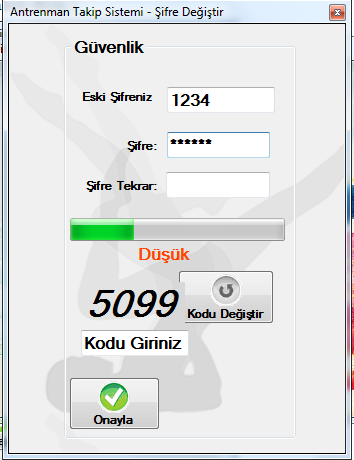 Antrenman Takip Sistemi - Şifre Değiştir
Güvenlik
Eski Şifreniz 1234
Şifre: ******
Şifre Tekrar:
Düşük
5099
Kodu Değiştir
Kodu Giriniz
Onayla